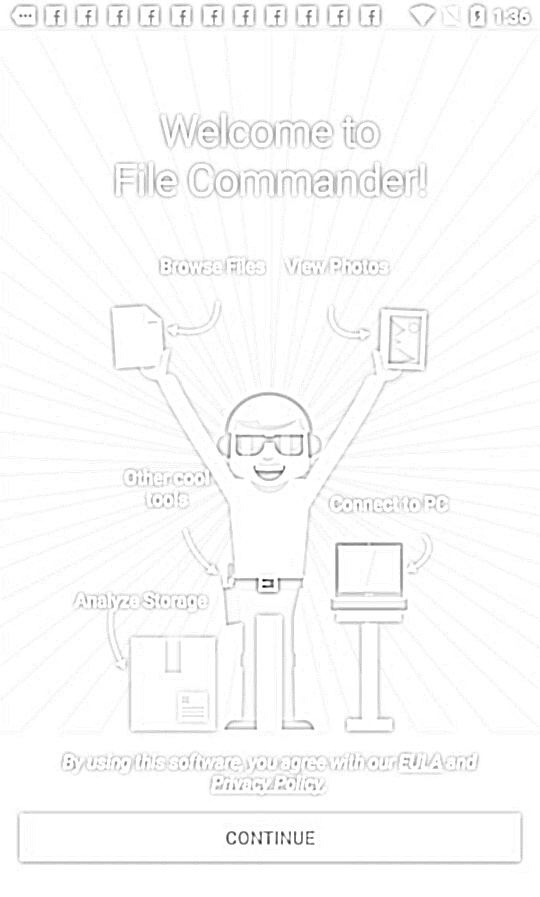 1:36
Welcome to
File Commander!
Browse Files
View Photos
Other cool
tools
Connect to PC
Analyze Storage
By using this software, you agree with our EULA and
Privacy Policy.
CONTINUE